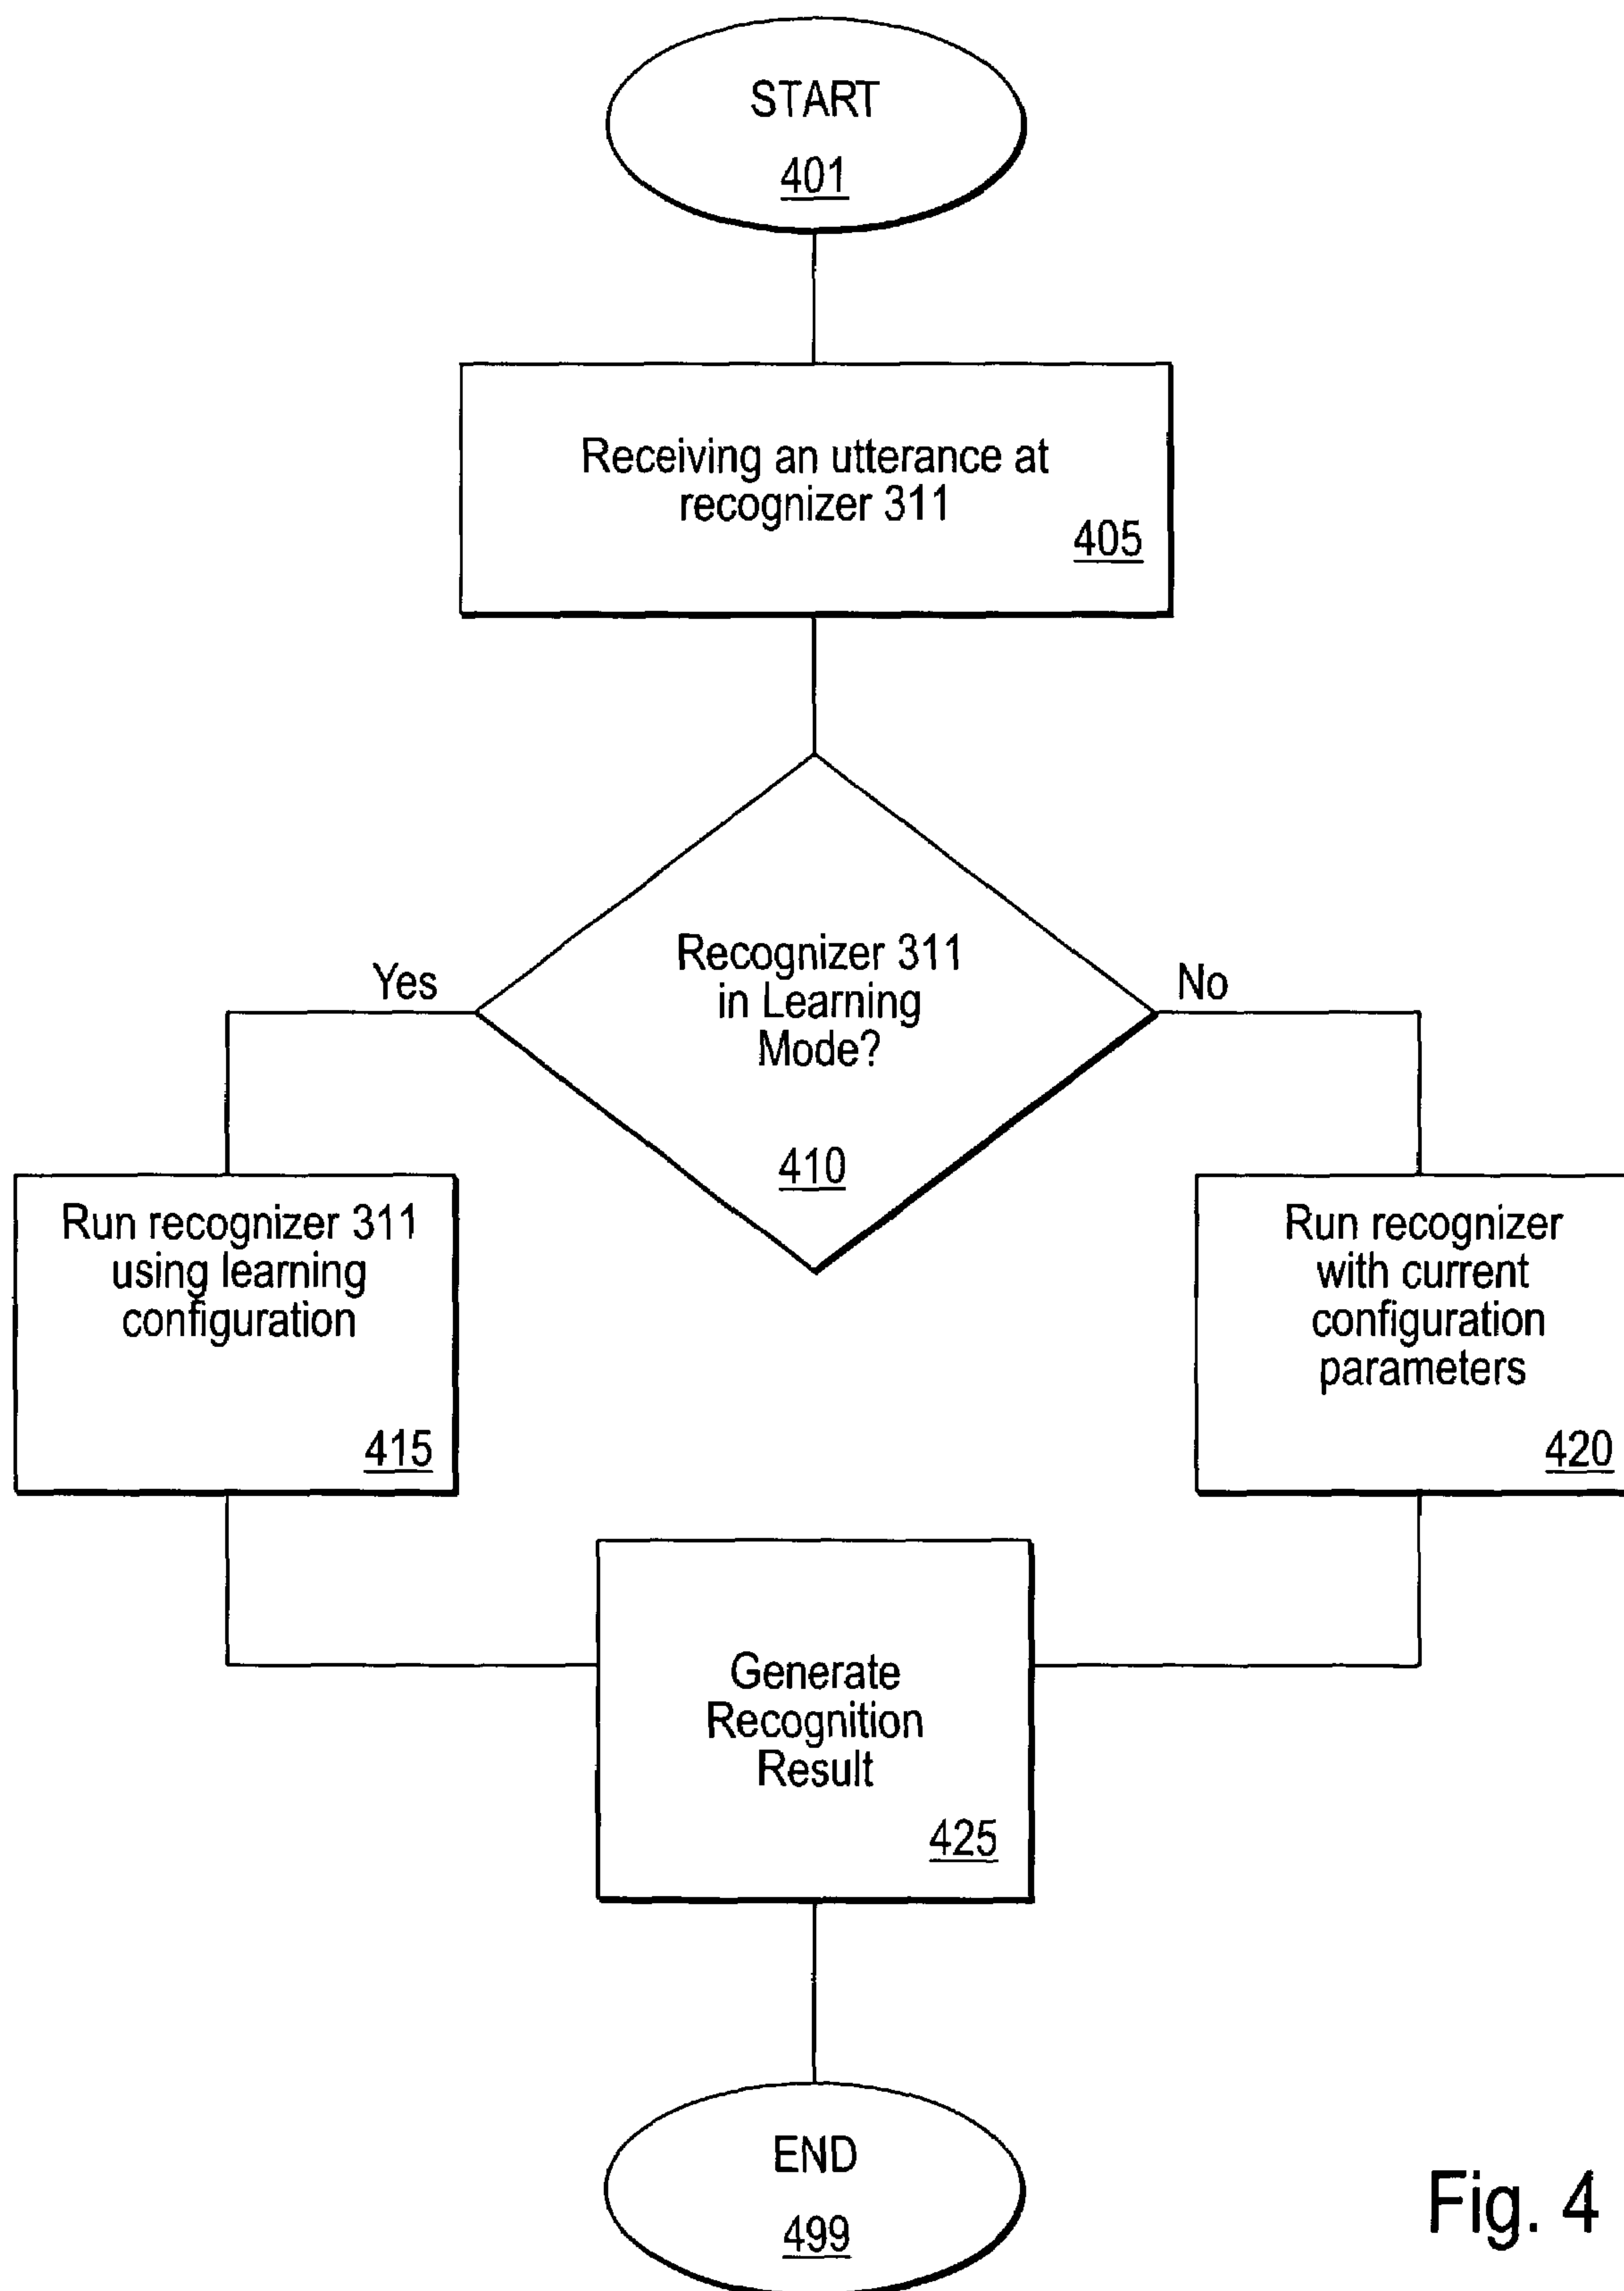 START
401
Receiving an utterance at
recognizer 311
405
Recognizer 311
in Learning
Mode?
410
Yes
No
Run recognizer 311
using learning
configuration
415
Run recognizer
with current
configuration
parameters
420
Generate
Recognition
Result
425
END
499
Fig. 4